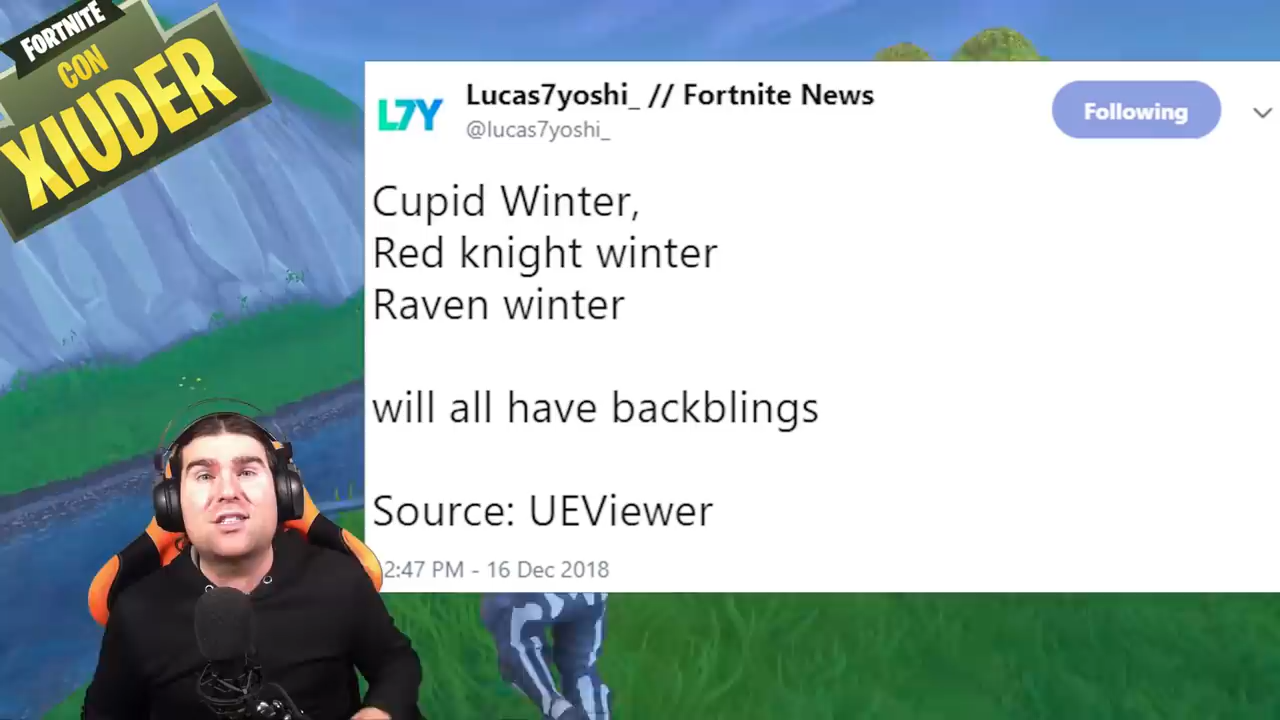 FORTNITE
CON
XIUDER
L7Y
Lucas7yoshi_ // Fortnite News
@lucas7yoshi_
Following
Cupid Winter,
Red knight winter
Raven winter
will all have backblings
Source: UEViewer
2:47 PM - 16 Dec 2018